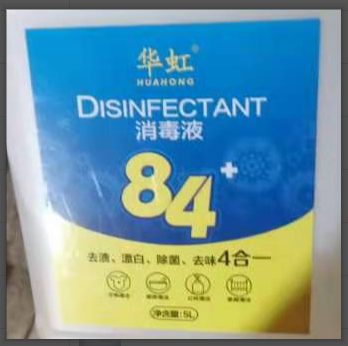 华虹®
HUAHONG
DISINFECTANT
消毒液
84+
去渍、漂白、除菌、去味4合一
净含量:5L